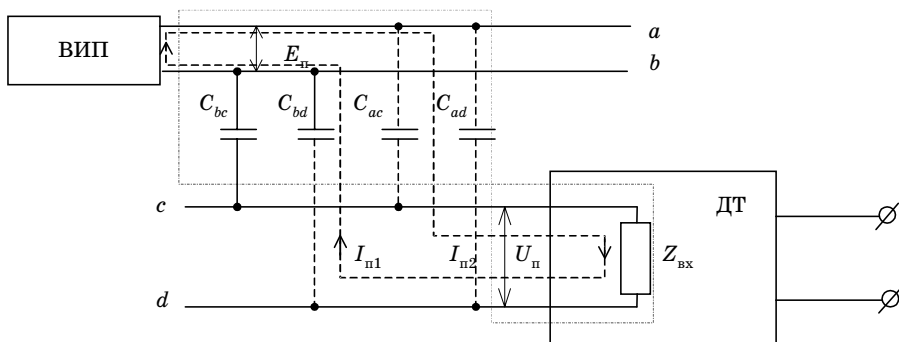 ВИП
a
E_п
b
C_bc C_bd C_ac C_ad
c
ДТ
I_п1 I_п2 U_п Z_вх
d